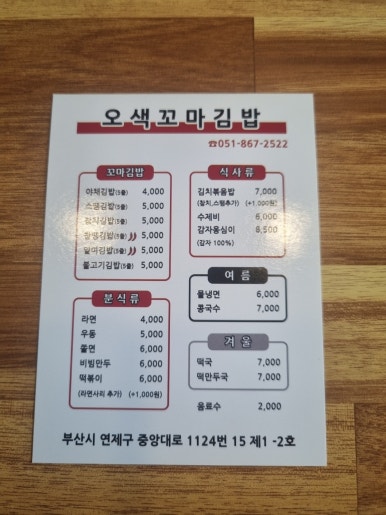 오색꼬마김밥
☎051-867-2522
꼬마김밥
야채김밥(5줄) 4,000
스팸김밥(5줄) 5,000
참치김밥(5줄) 5,000
땡초김밥(5줄) 5,000
매여김밥(5줄) 5,000
불고기김밥(5줄) 5,000
분식류
라면 4,000
우동 5,000
쫄면 6,000
비빔만두 6,000
떡볶이 6,000
(라면사리 추가) (+1,000원)
식사류
김치볶음밥 7,000
(참치,스팸추가) (+1,000원)
수제비 6,000
감자옹심이 8,500
(감자 100%)
여름
물냉면 6,000
콩국수 7,000
겨울
떡국 7,000
떡만두국 7,000
음료수 2,000
부산시 연제구 중앙대로 1124번 15 제1 -2호